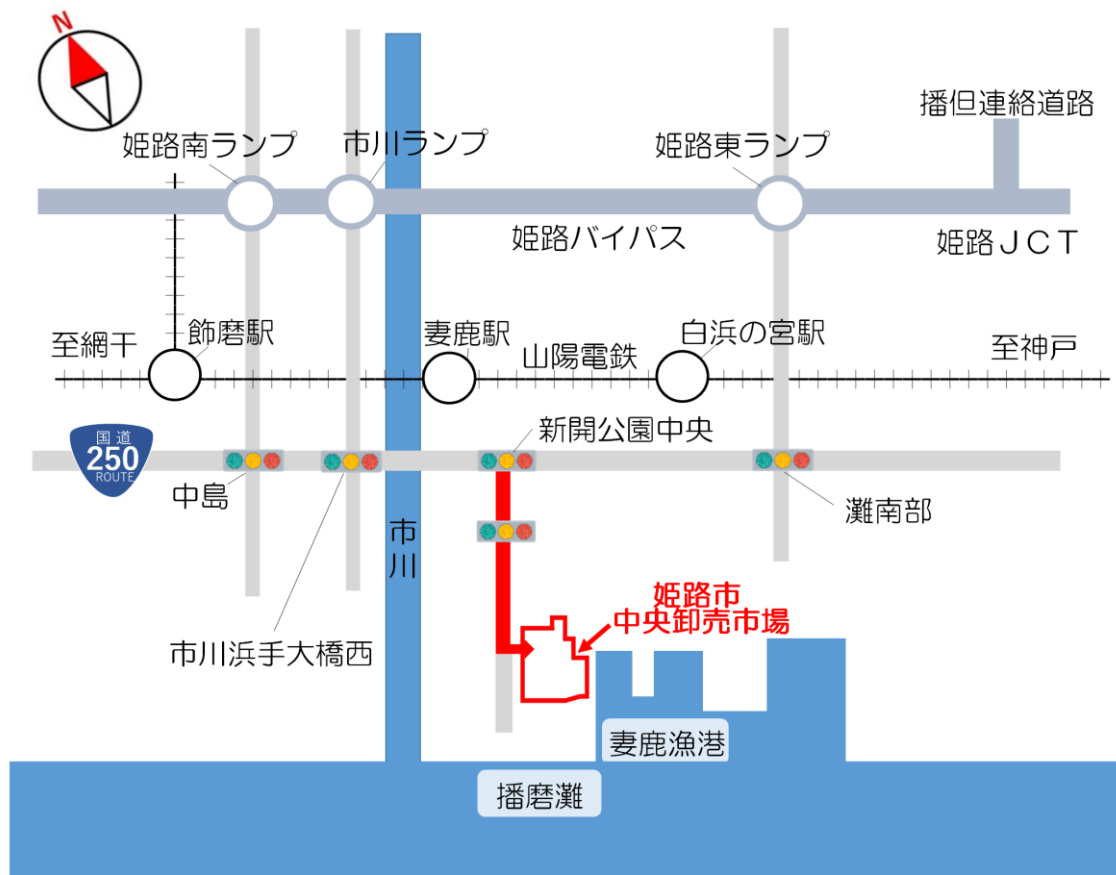 N
播但連絡道路
姫路南ランプ
市川ランプ
姫路東ランプ
姫路バイパス
姫路ＪＣＴ
至網干
飾磨駅
妻鹿駅
山陽電鉄
白浜の宮駅
至神戸
国道
250
ROUTE
新開公園中央
中島
灘南部
市川
姫路市
中央卸売市場
市川浜手大橋西
妻鹿漁港
播磨灘